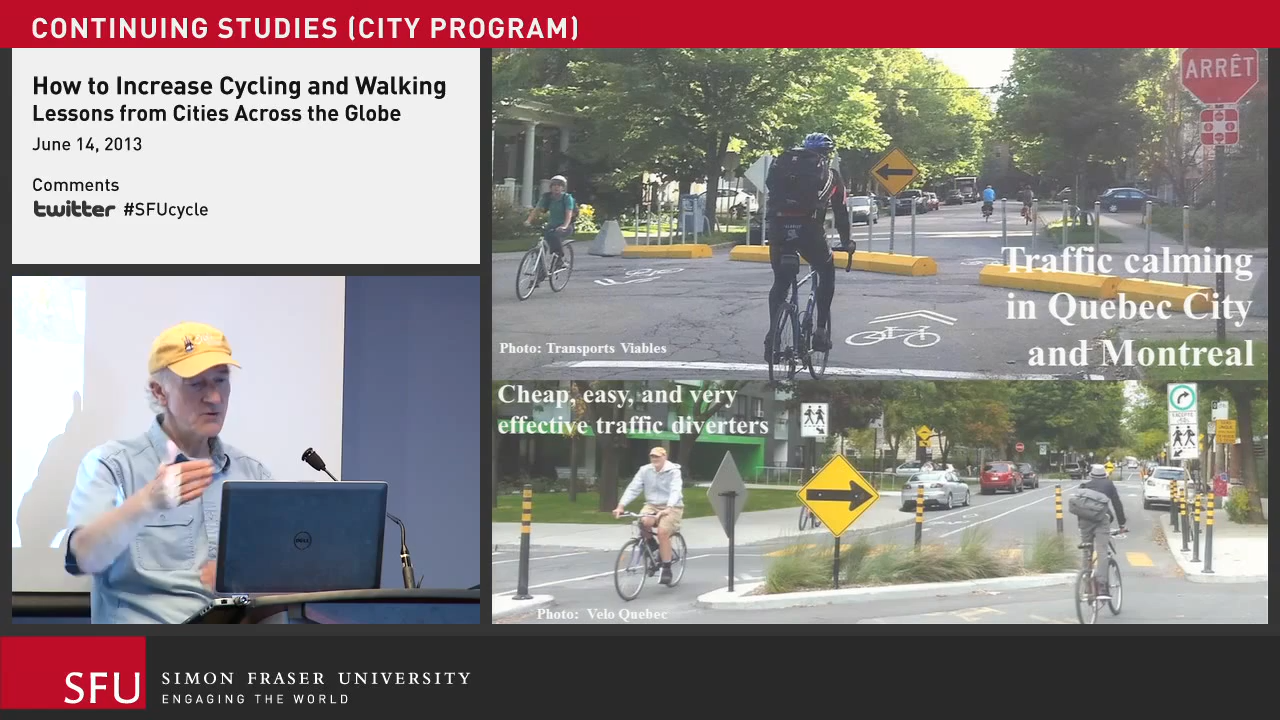 CONTINUING STUDIES (CITY PROGRAM)
How to Increase Cycling and Walking
Lessons from Cities Across the Globe
June 14, 2013
Comments
twitter #SFUcycle
ARRÊT
Traffic calming
in Quebec City
and Montreal
Photo: Transports Viables
Cheap, easy, and very
effective traffic diverters
Photo: Velo Quebec
DELL
SFU
SIMON FRASER UNIVERSITY
ENGAGING THE WORLD